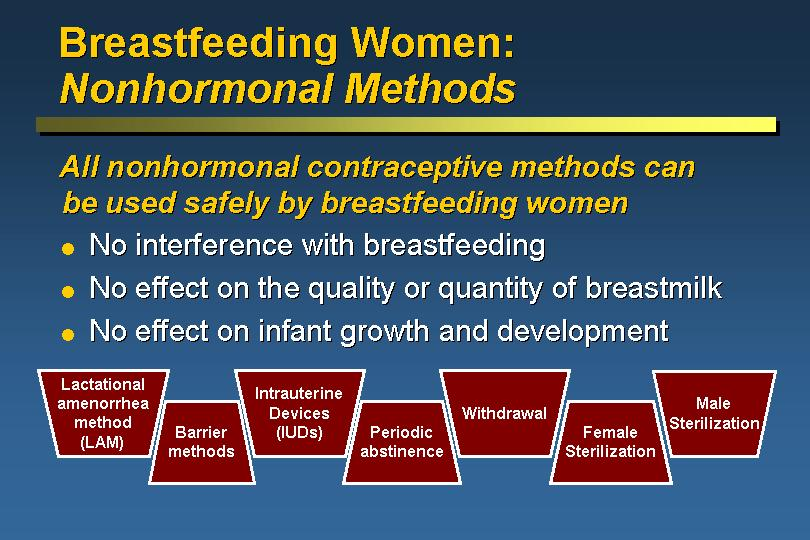 Breastfeeding Women:
Nonhormonal Methods
All nonhormonal contraceptive methods can
be used safely by breastfeeding women
No interference with breastfeeding
No effect on the quality or quantity of breastmilk
No effect on infant growth and development
Lactational
amenorrhea
method
(LAM)
Barrier
methods
Intrauterine
Devices
(IUDs)
Periodic
abstinence
Withdrawal
Female
Sterilization
Male
Sterilization